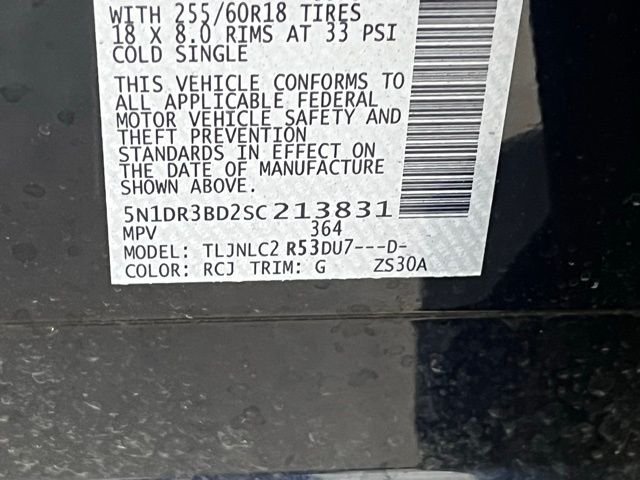 WITH 255/60R18 TIRES
18 X 8.0 RIMS AT 33 PSI
COLD SINGLE
THIS VEHICLE CONFORMS TO
ALL APPLICABLE FEDERAL
MOTOR VEHICLE SAFETY AND
THEFT PREVENTION
STANDARDS IN EFFECT ON
THE DATE OF MANUFACTURE
SHOWN ABOVE.
5N1DR3BD2SC213831
MPV 364
MODEL: TLJNLC2 R53DU7---D-
COLOR: RCJ TRIM: G ZS30A